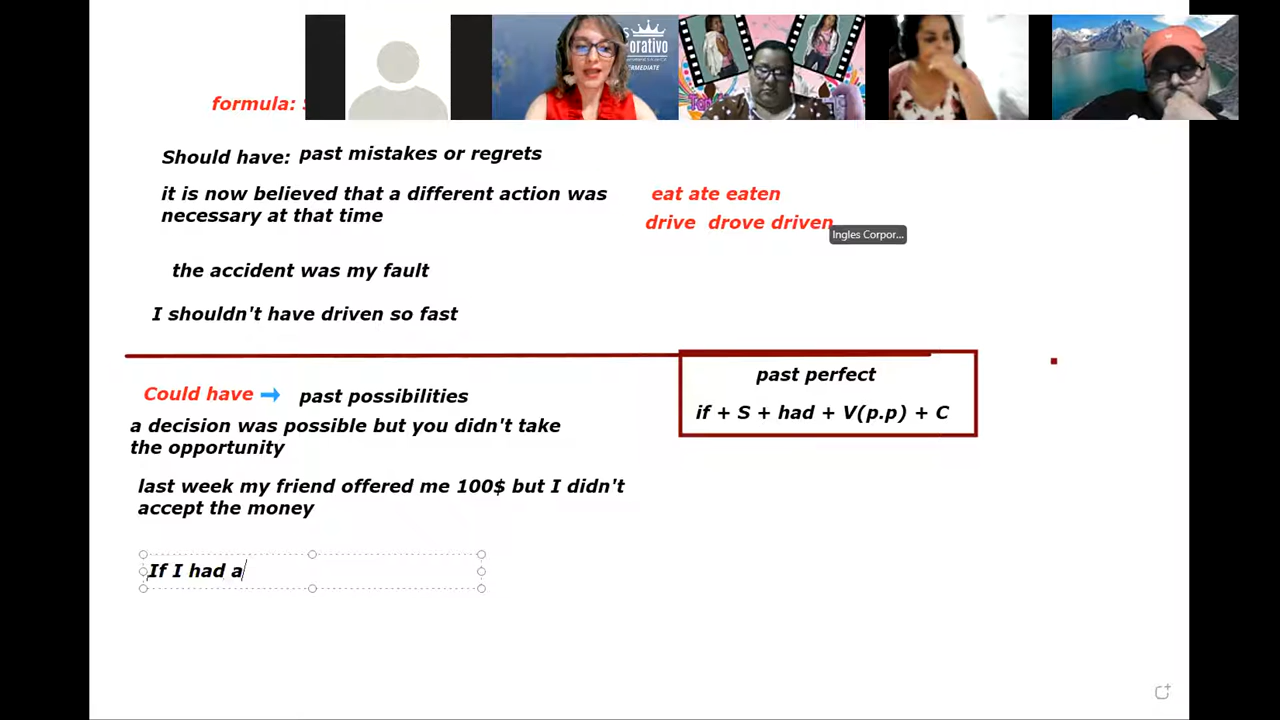 orativo
ERMEDIATE
formula:
Should have: past mistakes or regrets
it is now believed that a different action was
necessary at that time
eat ate eaten
drive drove driven
Ingles Corpor...
the accident was my fault
I shouldn't have driven so fast
Could have
past possibilities
a decision was possible but you didn't take
the opportunity
past perfect
if + S + had + V(p.p) + C
last week my friend offered me 100$ but I didn't
accept the money
If I had a